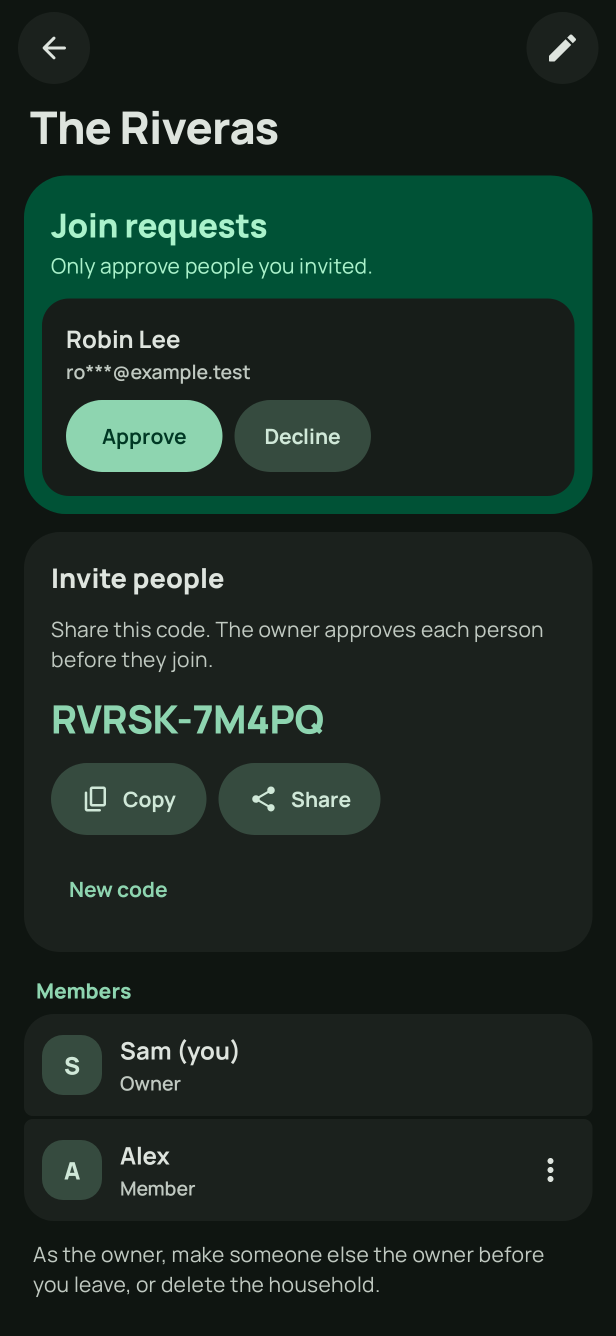 The Riveras
Join requests
Only approve people you invited.
Robin Lee
ro***@example.test
Approve
Decline
Invite people
Share this code. The owner approves each person
before they join.
RVRSK-7M4PQ
Copy
Share
New code
Members
S
Sam (you)
Owner
A
Alex
Member
As the owner, make someone else the owner before
you leave, or delete the household.